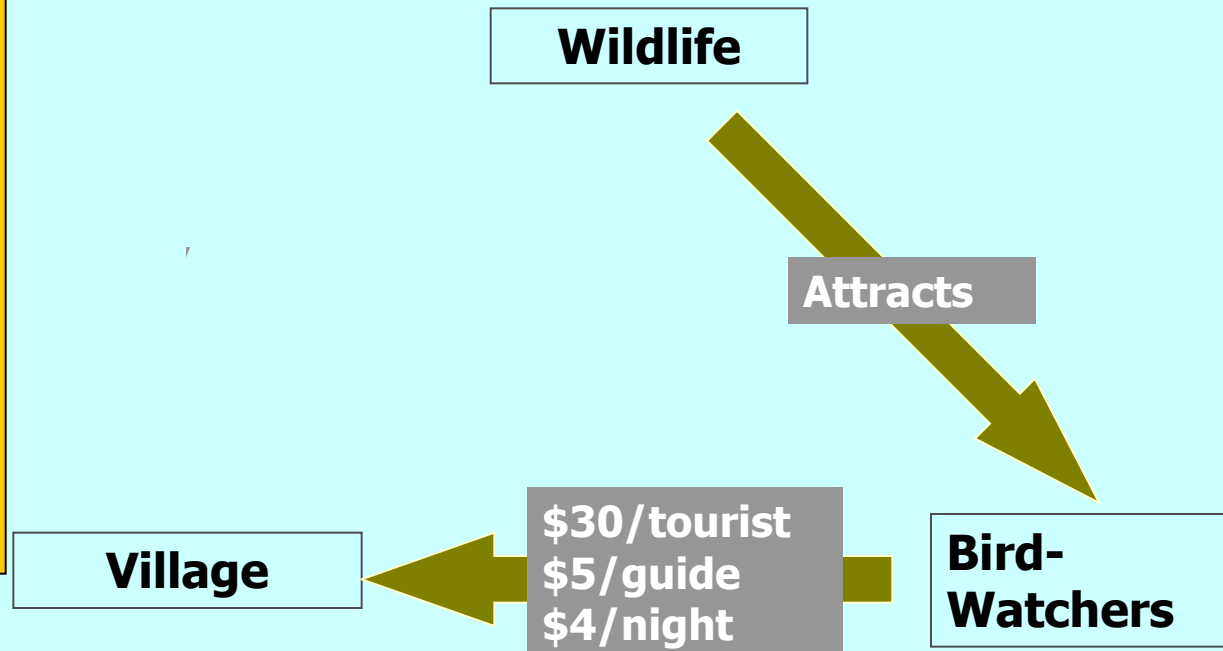 Wildlife
Attracts
$30/tourist
$5/guide
$4/night
Village
Bird-
Watchers